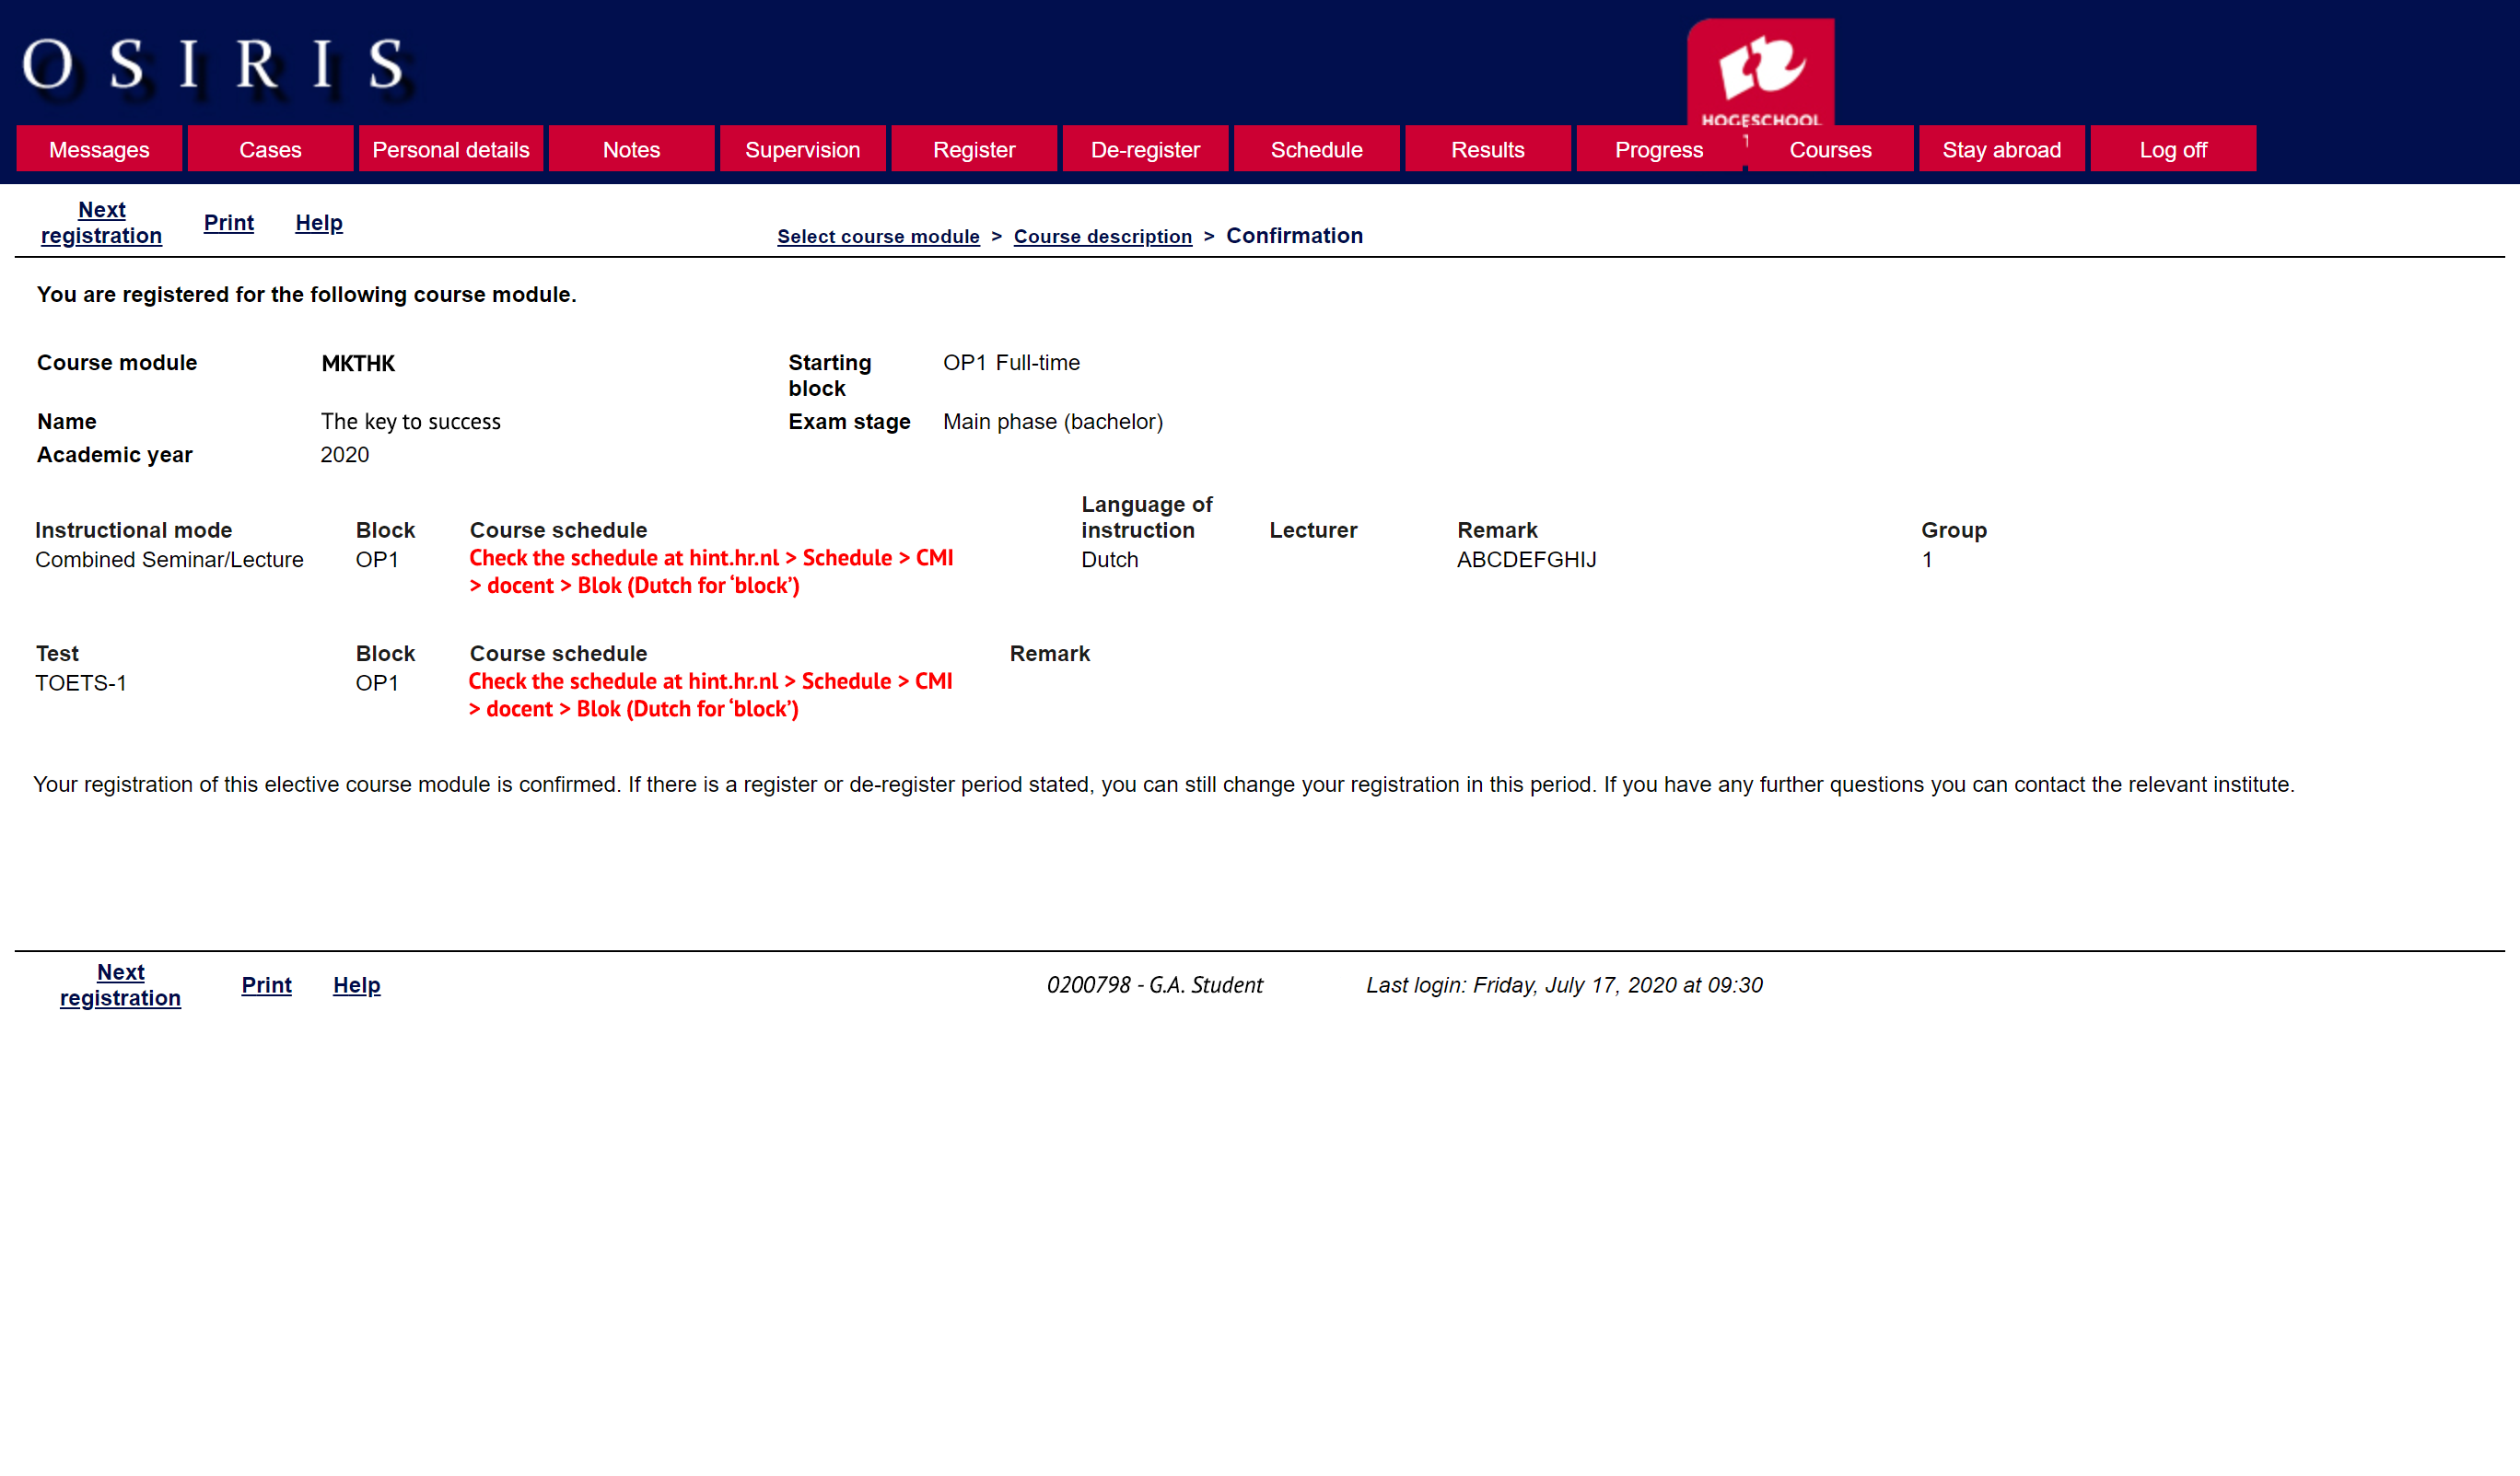 OSIRIS
HOGESCHOOL
Messages Cases Personal details Notes Supervision Register De-register Schedule Results Progress Courses Stay abroad Log off
Next
registration Print Help Select course module > Course description > Confirmation
You are registered for the following course module.
Course module MKTHK Starting
block OP1 Full-time
Name The key to success Exam stage Main phase (bachelor)
Academic year 2020
Language of
Instructional mode Block Course schedule instruction Lecturer Remark Group
Combined Seminar/Lecture OP1 Check the schedule at hint.hr.nl > Schedule > CMI Dutch ABCDEFGHIJ 1
> docent > Blok (Dutch for ‘block’)
Test Block Course schedule Remark
TOETS-1 OP1 Check the schedule at hint.hr.nl > Schedule > CMI
> docent > Blok (Dutch for ‘block’)
Your registration of this elective course module is confirmed. If there is a register or de-register period stated, you can still change your registration in this period. If you have any further questions you can contact the relevant institute.
Next
registration Print Help 0200798 - G.A. Student Last login: Friday, July 17, 2020 at 09:30